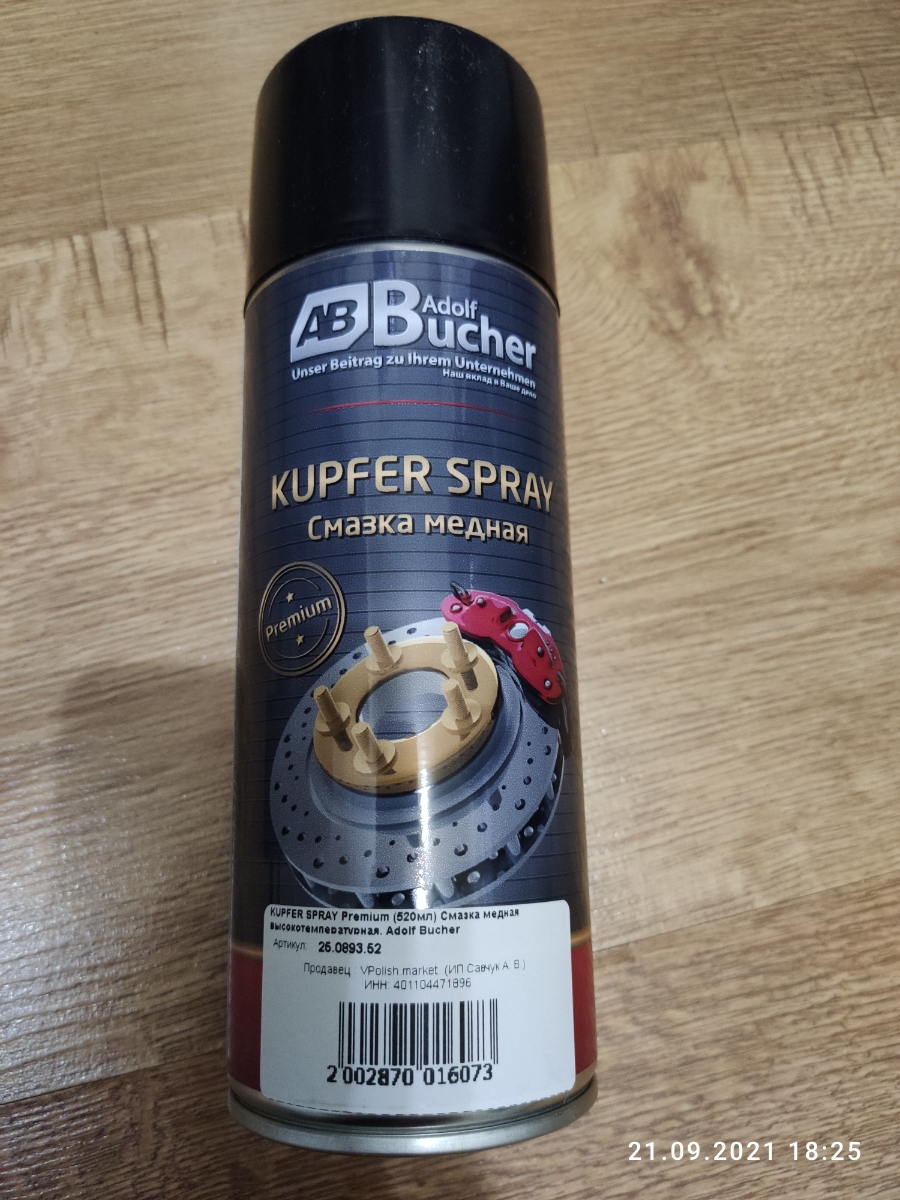 AB Adolf
Bucher
Unser Beitrag zu Ihrem Unternehmen
Наш вклад в Ваше дело
KUPFER SPRAY
Смазка медная
Premium
KUPFER SPRAY Premium (520мл) Смазка медная
высокотемпературная. Adolf Bucher
Артикул: 26.0893.52
Продавец: VPolish market. (ИП Савчук А. В.)
ИНН: 401104471896
2 002870 016073
21.09.2021 18:25